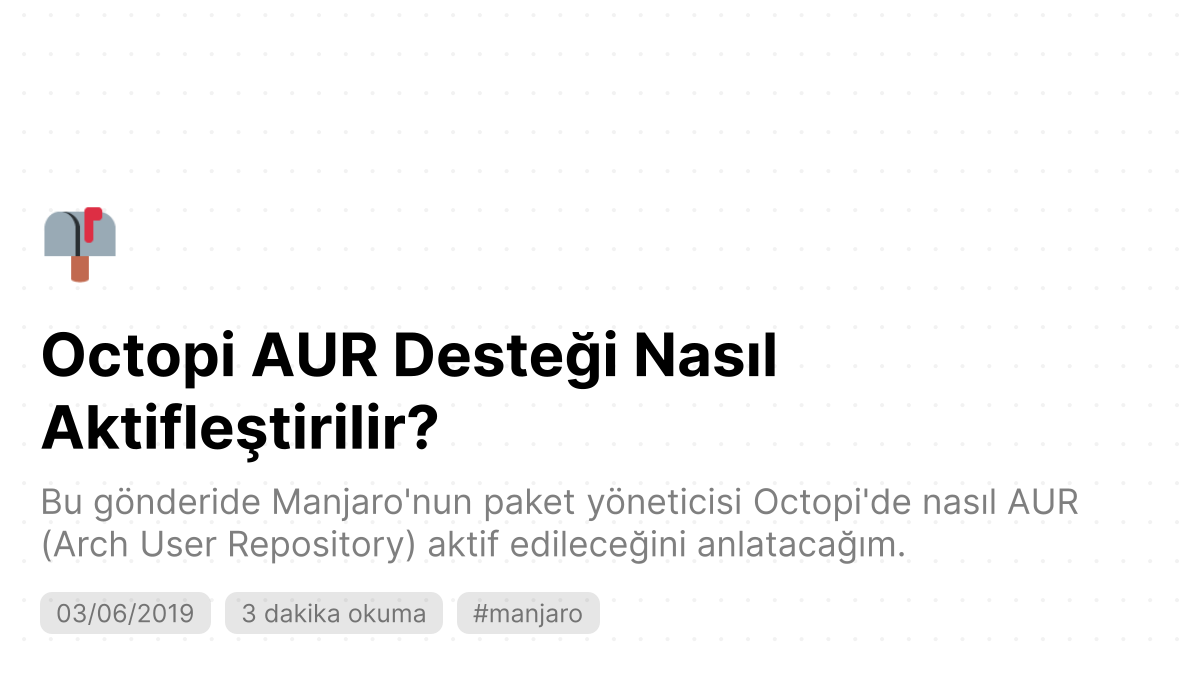 Octopi AUR Desteği Nasıl
Aktifleştirilir?
Bu gönderide Manjaro'nun paket yöneticisi Octopi'de nasıl AUR
(Arch User Repository) aktif edileceğini anlatacağım.
03/06/2019 3 dakika okuma #manjaro